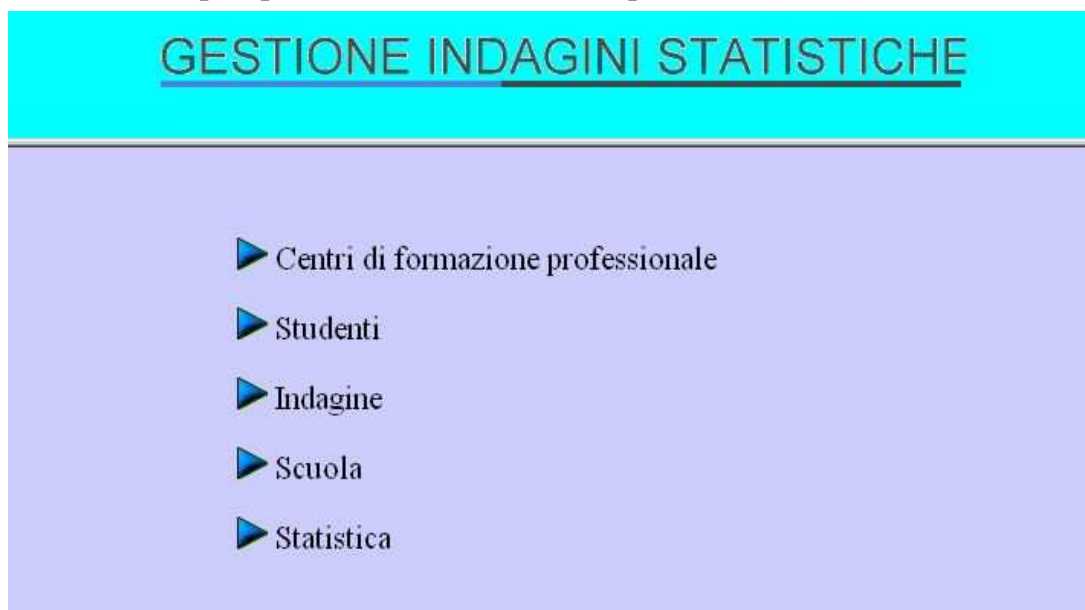 GESTIONE INDAGINI STATISTICHE
Centri di formazione professionale
Studenti
Indagine
Scuola
Statistica